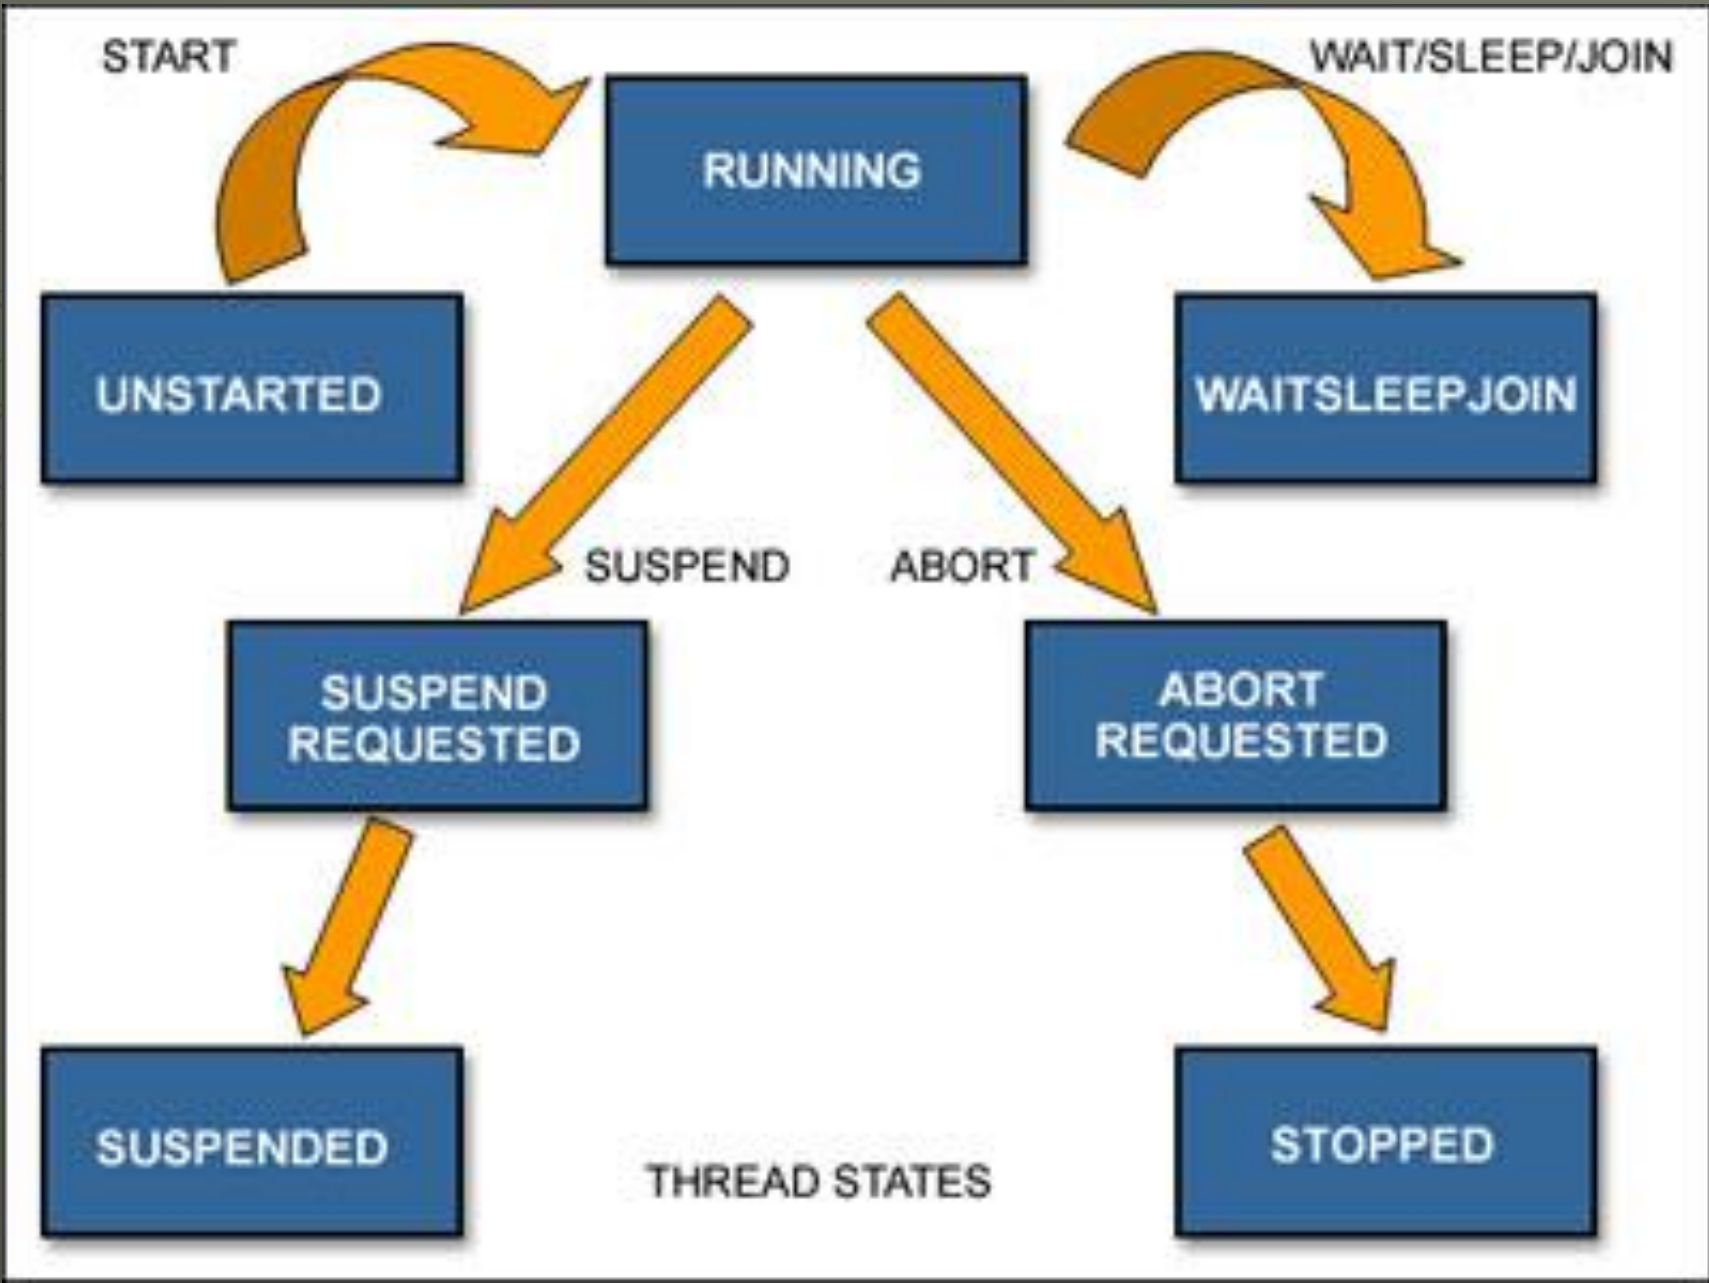 START
WAIT/SLEEP/JOIN
RUNNING
UNSTARTED
WAITSLEEPJOIN
SUSPEND
ABORT
SUSPEND
REQUESTED
ABORT
REQUESTED
SUSPENDED
STOPPED
THREAD STATES